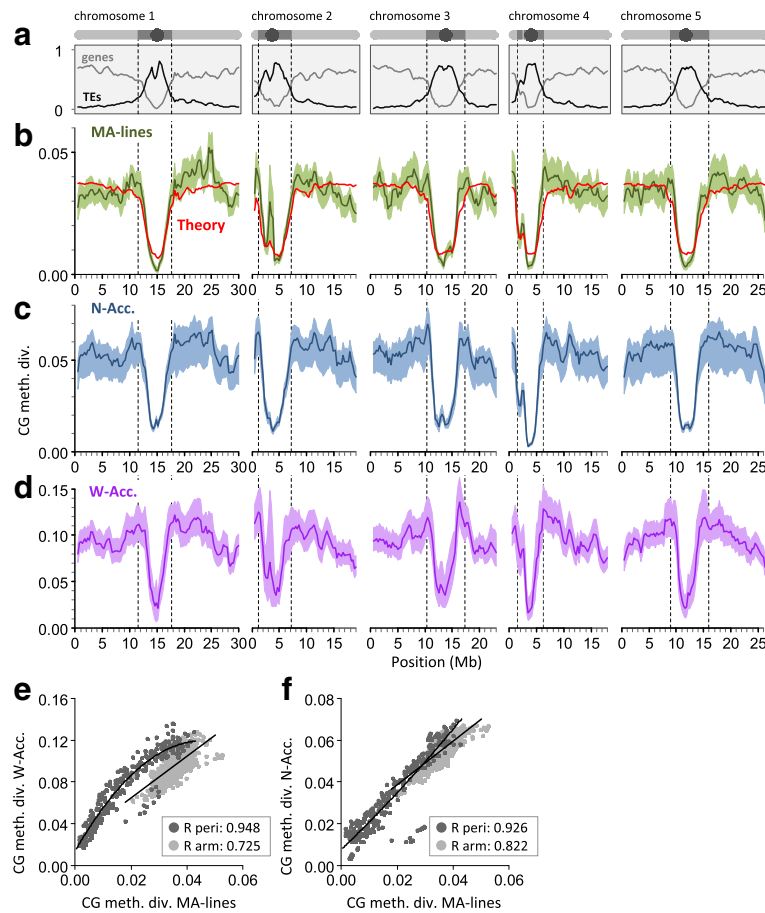 chromosome 1 chromosome 2 chromosome 3 chromosome 4 chromosome 5
a
1
genes
TEs
0
b
MA-lines
0.05
Theory
0.00
0 5 10 15 20 25 30 0 5 10 15 0 5 10 15 20 0 5 10 15 0 5 10 15 20 26
c
N-Acc.
CG meth. div.
0.05
0.00
0 5 10 15 20 25 30 0 5 10 15 0 5 10 15 20 0 5 10 15 0 5 10 15 20 26
d
W-Acc.
0.15
0.10
0.05
0.00
0 5 10 15 20 25 30 0 5 10 15 0 5 10 15 20 0 5 10 15 0 5 10 15 20 26
Position (Mb)
e
CG meth. div. W-Acc.
0.16
0.12
0.08
0.04
0.00
R peri: 0.948
R arm: 0.725
0.00 0.02 0.04 0.06
CG meth. div. MA-lines
f
CG meth. div. N-Acc.
0.08
0.06
0.04
0.02
0.00
R peri: 0.926
R arm: 0.822
0.00 0.02 0.04 0.06
CG meth. div. MA-lines